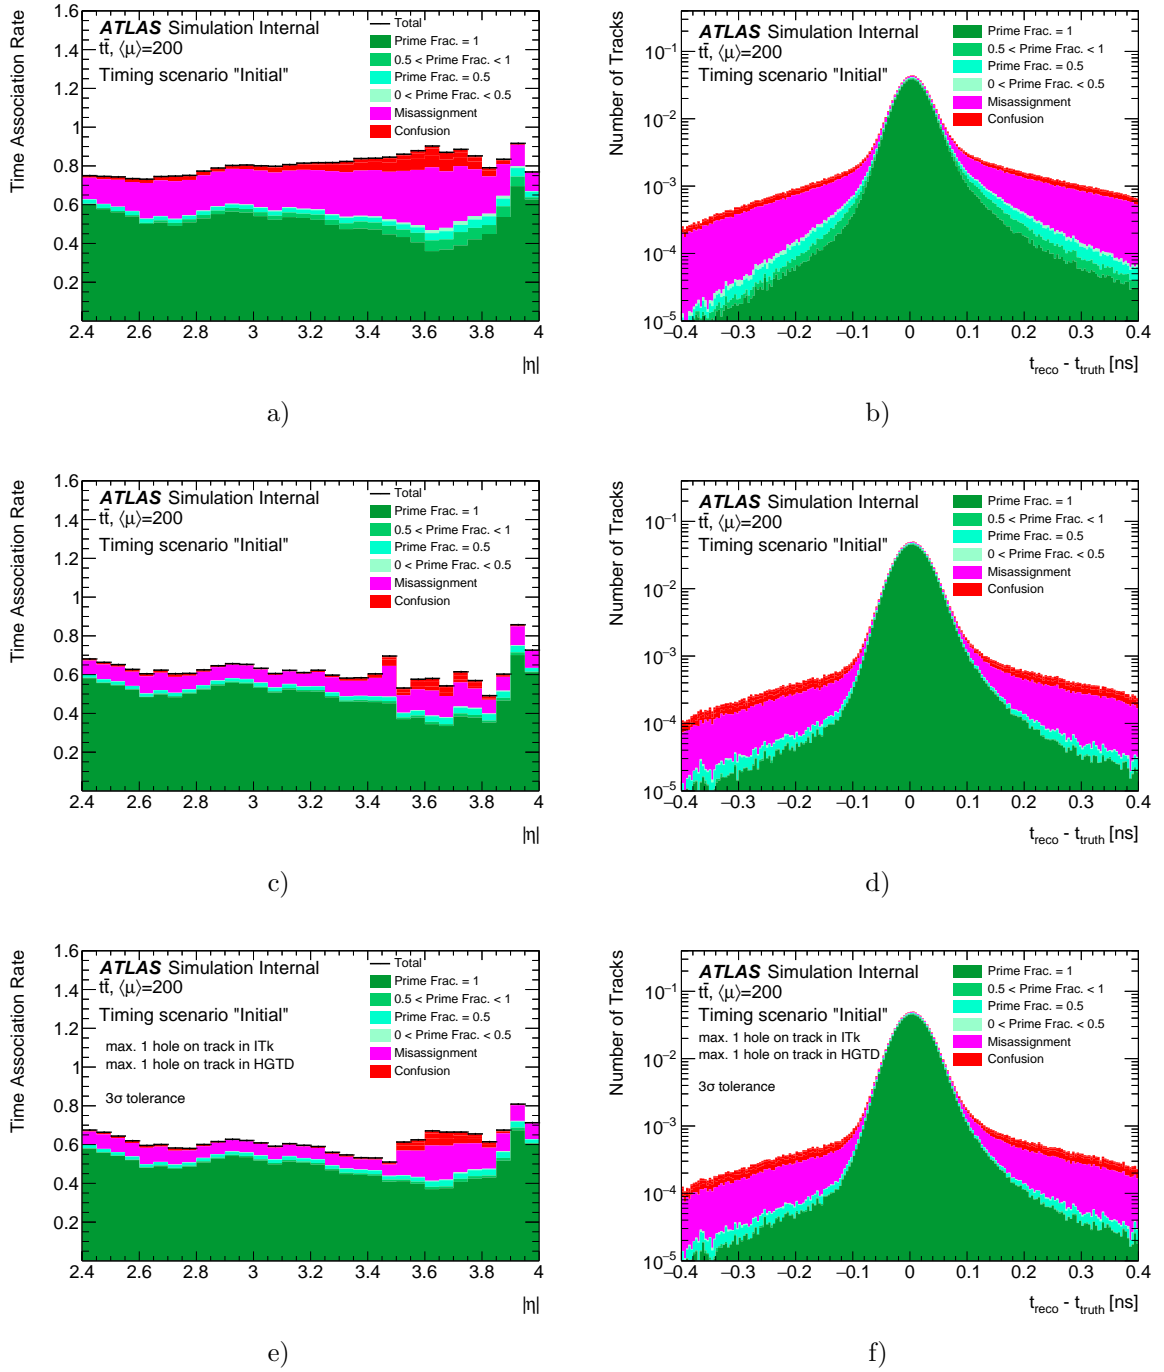 Time Association Rate
1.6
1.4
1.2
1
0.8
0.6
0.4
0.2
ATLAS Simulation Internal
tt̄, ⟨μ⟩=200
Timing scenario "Initial"
Total
Prime Frac. = 1
0.5 < Prime Frac. < 1
Prime Frac. = 0.5
0 < Prime Frac. < 0.5
Misassignment
Confusion
2.4 2.6 2.8 3 3.2 3.4 3.6 3.8 4
|η|
a)
Number of Tracks
10⁻¹
10⁻²
10⁻³
10⁻⁴
10⁻⁵
ATLAS Simulation Internal
tt̄, ⟨μ⟩=200
Timing scenario "Initial"
Prime Frac. = 1
0.5 < Prime Frac. < 1
Prime Frac. = 0.5
0 < Prime Frac. < 0.5
Misassignment
Confusion
−0.4 −0.3 −0.2 −0.1 0 0.1 0.2 0.3 0.4
t_reco - t_truth [ns]
b)
Time Association Rate
1.6
1.4
1.2
1
0.8
0.6
0.4
0.2
ATLAS Simulation Internal
tt̄, ⟨μ⟩=200
Timing scenario "Initial"
Total
Prime Frac. = 1
0.5 < Prime Frac. < 1
Prime Frac. = 0.5
0 < Prime Frac. < 0.5
Misassignment
Confusion
2.4 2.6 2.8 3 3.2 3.4 3.6 3.8 4
|η|
c)
Number of Tracks
10⁻¹
10⁻²
10⁻³
10⁻⁴
10⁻⁵
ATLAS Simulation Internal
tt̄, ⟨μ⟩=200
Timing scenario "Initial"
Prime Frac. = 1
0.5 < Prime Frac. < 1
Prime Frac. = 0.5
0 < Prime Frac. < 0.5
Misassignment
Confusion
−0.4 −0.3 −0.2 −0.1 0 0.1 0.2 0.3 0.4
t_reco - t_truth [ns]
d)
Time Association Rate
1.6
1.4
1.2
1
0.8
0.6
0.4
0.2
ATLAS Simulation Internal
tt̄, ⟨μ⟩=200
Timing scenario "Initial"
max. 1 hole on track in ITk
max. 1 hole on track in HGTD
3σ tolerance
Total
Prime Frac. = 1
0.5 < Prime Frac. < 1
Prime Frac. = 0.5
0 < Prime Frac. < 0.5
Misassignment
Confusion
2.4 2.6 2.8 3 3.2 3.4 3.6 3.8 4
|η|
e)
Number of Tracks
10⁻¹
10⁻²
10⁻³
10⁻⁴
10⁻⁵
ATLAS Simulation Internal
tt̄, ⟨μ⟩=200
Timing scenario "Initial"
max. 1 hole on track in ITk
max. 1 hole on track in HGTD
3σ tolerance
Prime Frac. = 1
0.5 < Prime Frac. < 1
Prime Frac. = 0.5
0 < Prime Frac. < 0.5
Misassignment
Confusion
−0.4 −0.3 −0.2 −0.1 0 0.1 0.2 0.3 0.4
t_reco - t_truth [ns]
f)